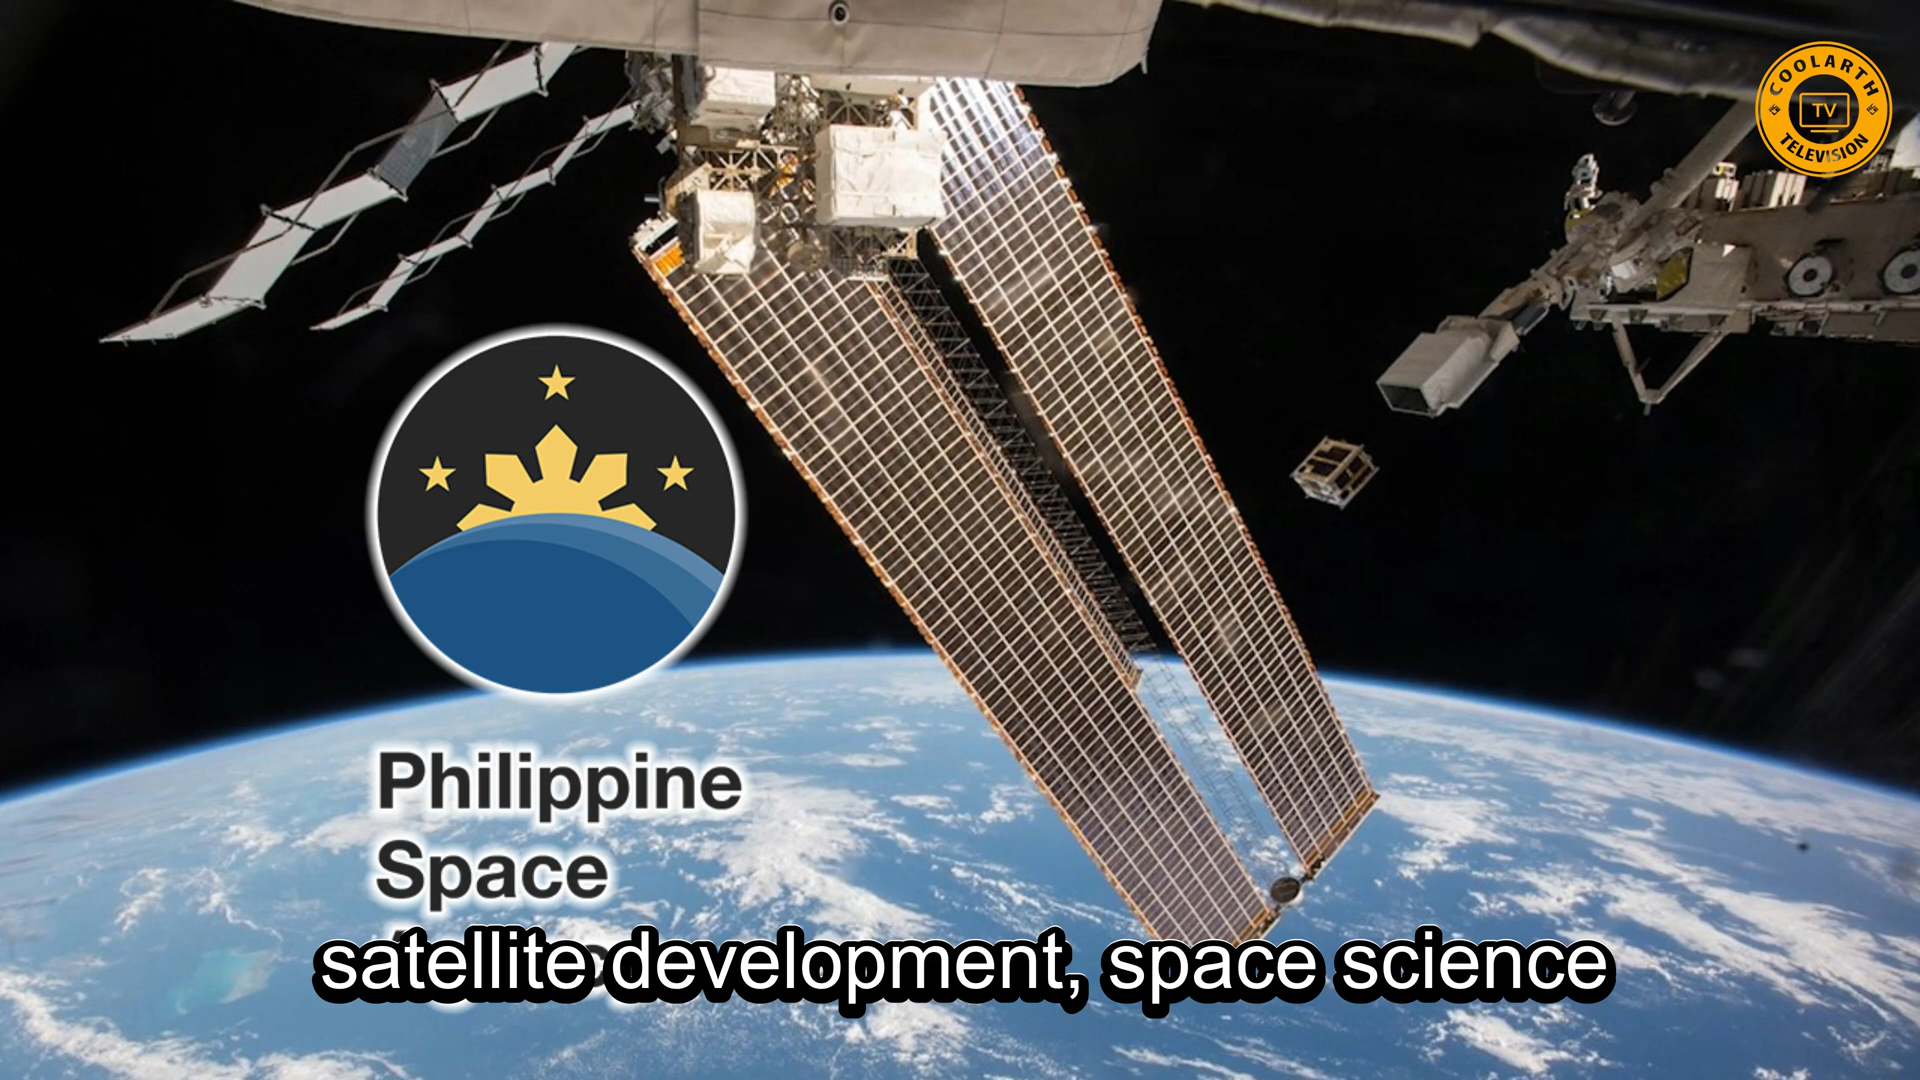 COOLARTH
TV
TELEVISION
Philippine
Space
satellite development, space science